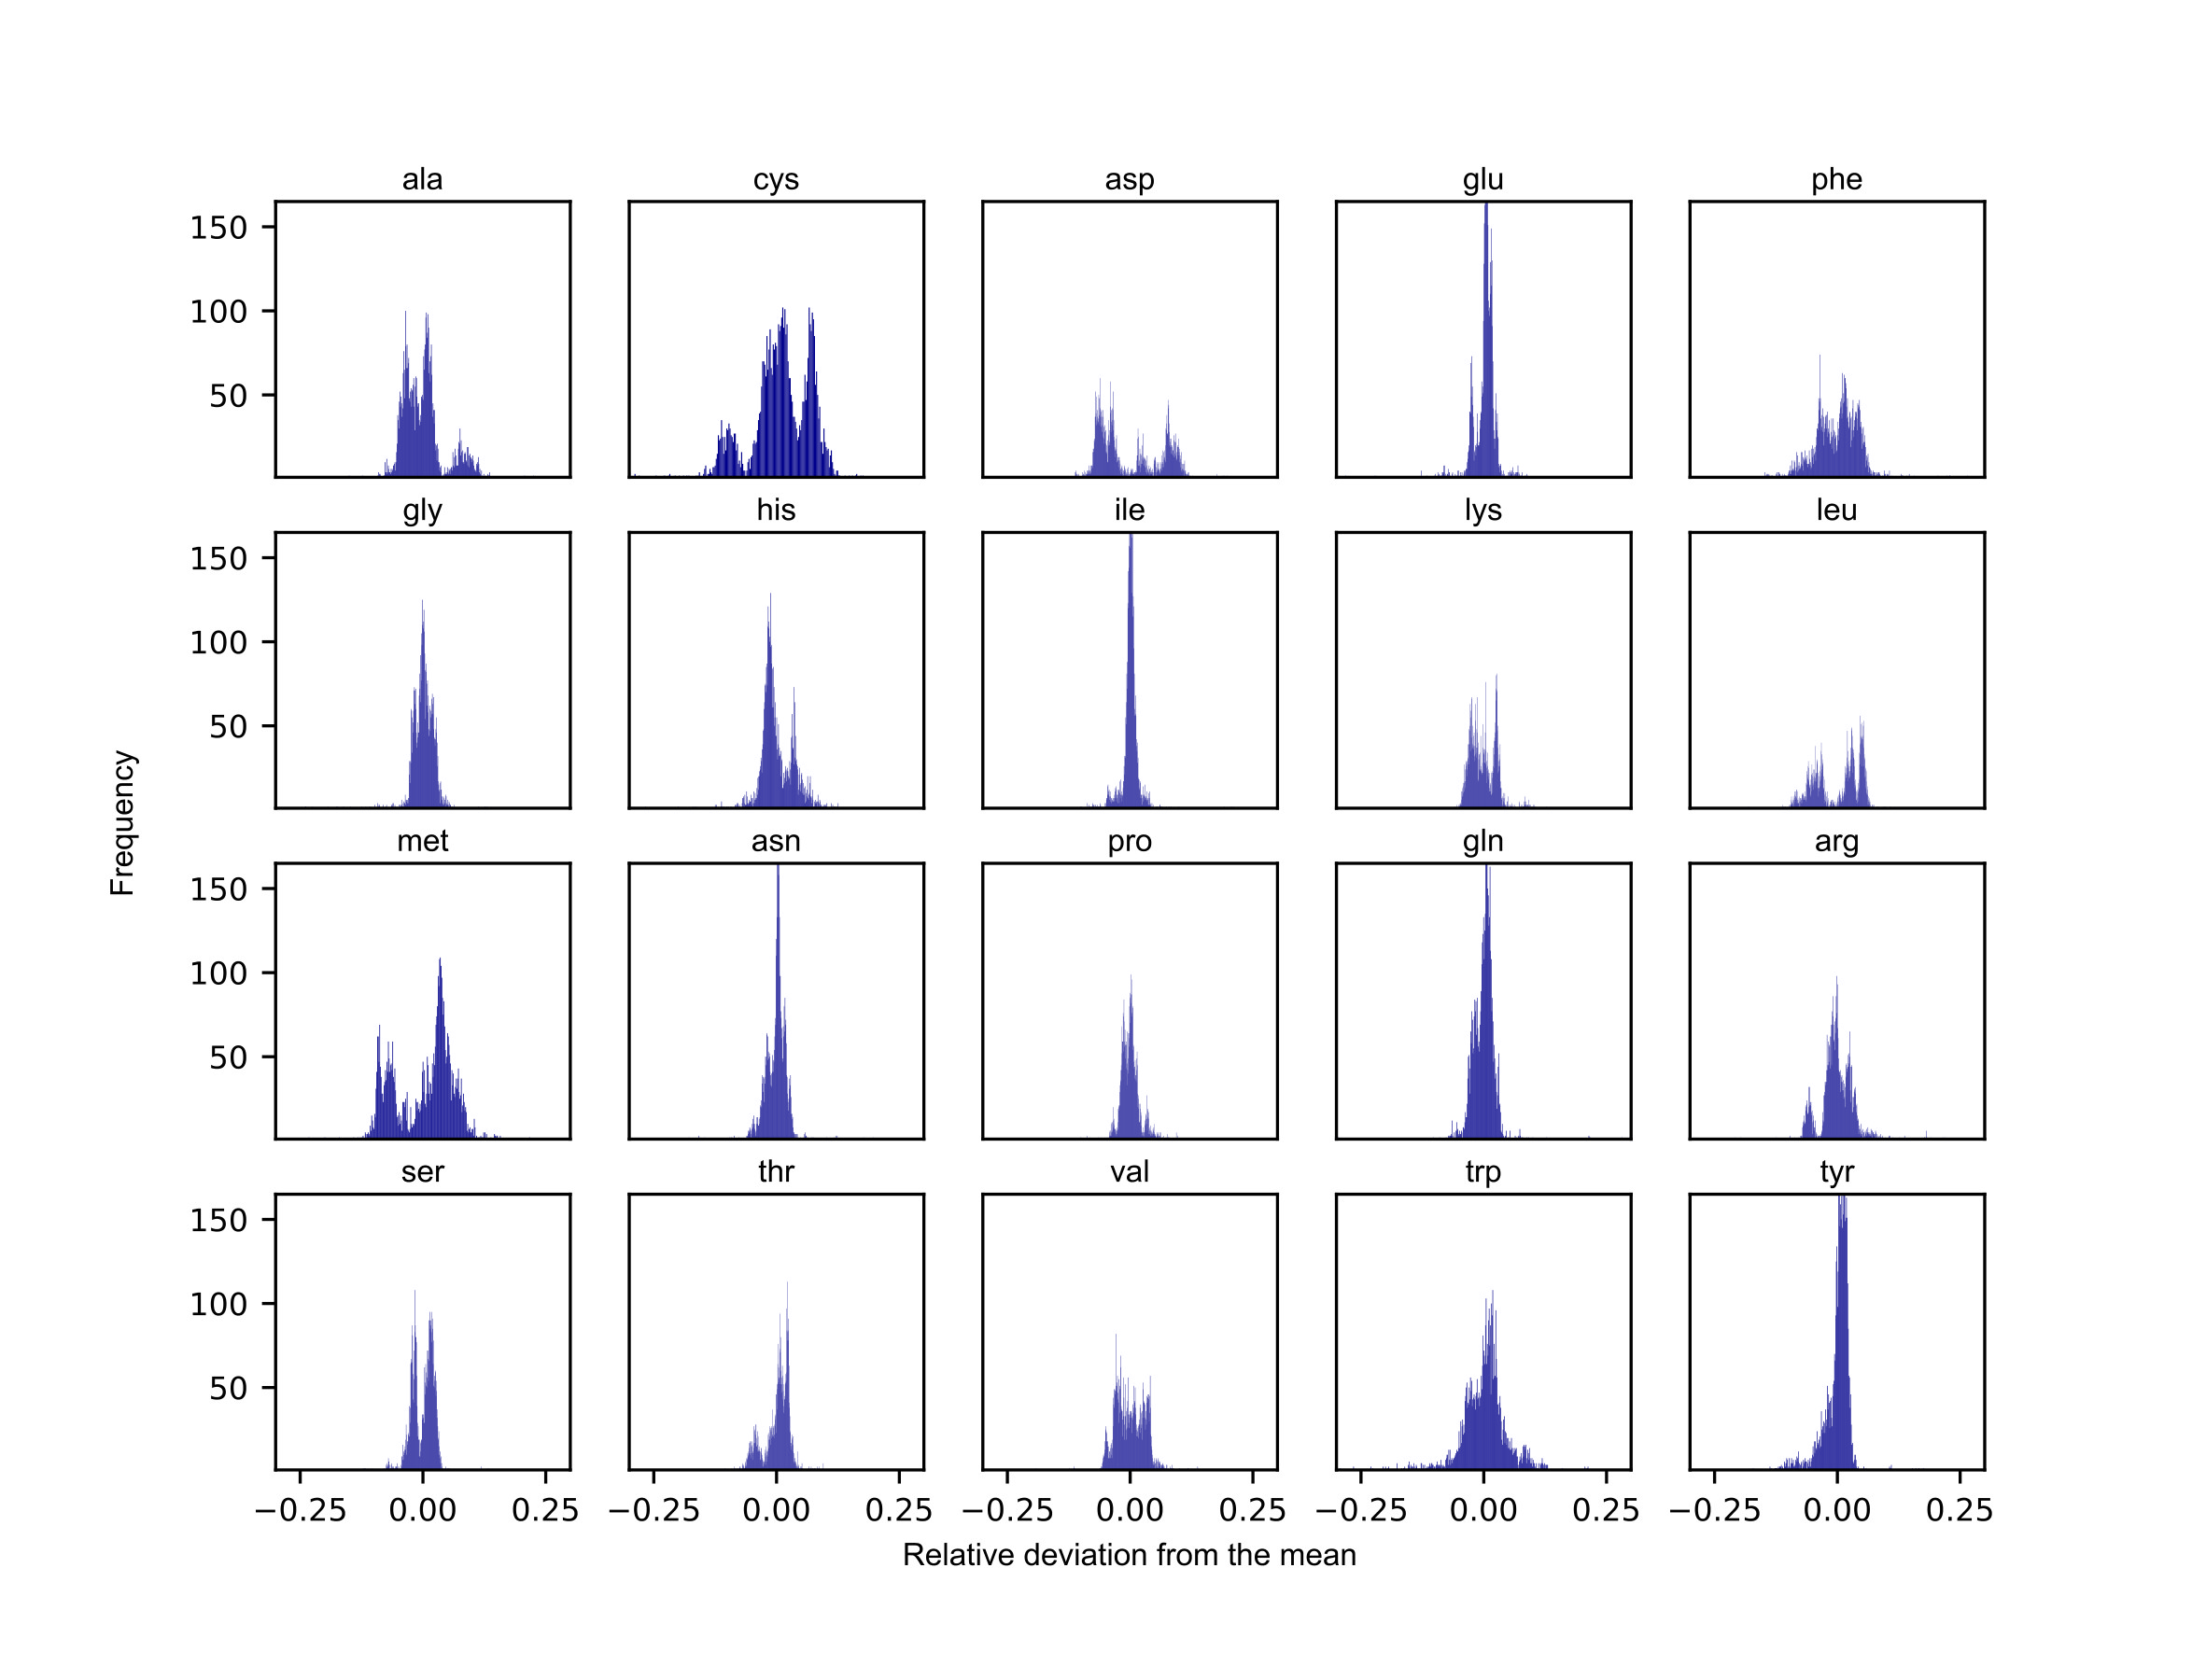 ala cys asp glu phe
150
100
50
gly his ile lys leu
150
100
50
Frequency
met asn pro gln arg
150
100
50
ser thr val trp tyr
150
100
50
−0.25 0.00 0.25 −0.25 0.00 0.25 −0.25 0.00 0.25 −0.25 0.00 0.25 −0.25 0.00 0.25
Relative deviation from the mean